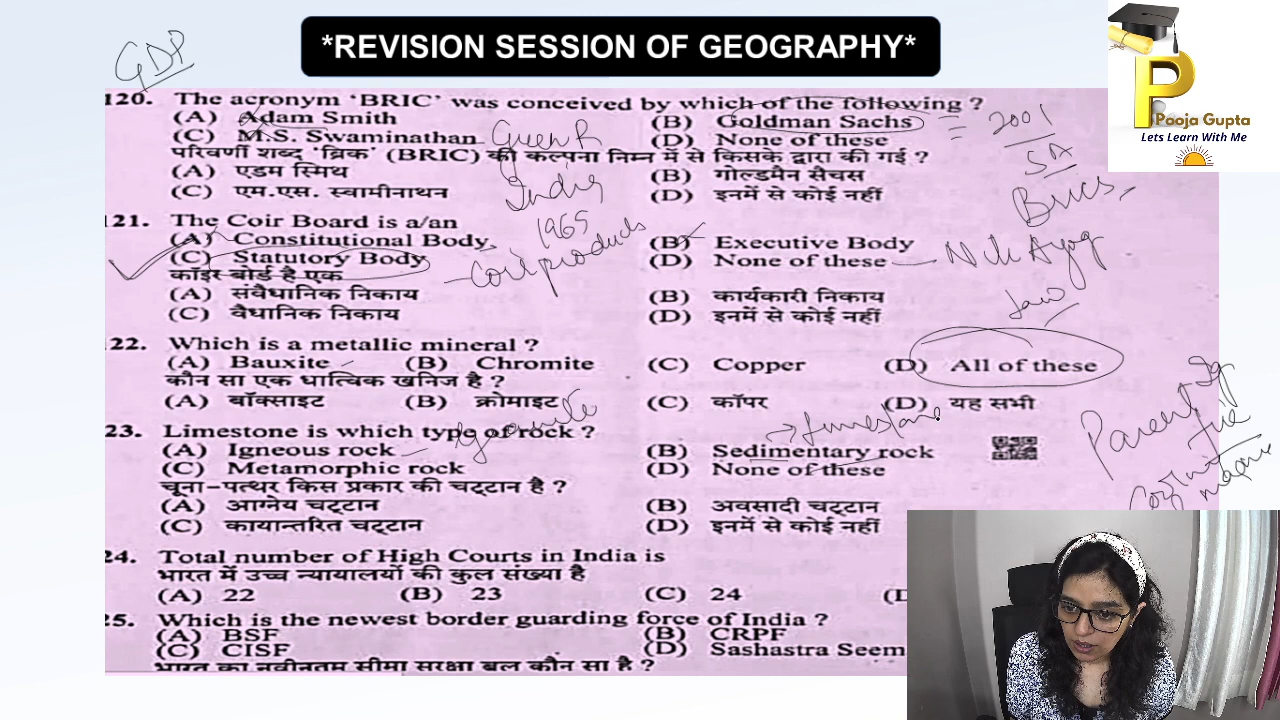 *REVISION SESSION OF GEOGRAPHY*
GDP
Pooja Gupta
Lets Learn With Me
120. The acronym ‘BRIC’ was conceived by which of the following ?
(A) Adam Smith (B) Goldman Sachs
(C) M.S. Swaminathan (D) None of these
परिवर्णी शब्द ‘ब्रिक’ (BRIC) की कल्पना निम्न में से किसके द्वारा की गई ?
(A) एडम स्मिथ (B) गोल्डमैन सैचस
(C) एम.एस. स्वामीनाथन (D) इनमें से कोई नहीं
Green R
India
1965
2001
SA
Brics
121. The Coir Board is a/an
(A) Constitutional Body (B) Executive Body
(C) Statutory Body (D) None of these
कॉइर बोर्ड है एक
(A) संवैधानिक निकाय (B) कार्यकारी निकाय
(C) वैधानिक निकाय (D) इनमें से कोई नहीं
Coir products
22. Which is a metallic mineral ?
(A) Bauxite (B) Chromite (C) Copper (D) All of these
कौन सा एक धात्विक खनिज है ?
(A) बॉक्साइट (B) क्रोमाइट (C) कॉपर (D) यह सभी
23. Limestone is which type of rock ?
(A) Igneous rock (B) Sedimentary rock
(C) Metamorphic rock (D) None of these
चूना-पत्थर किस प्रकार की चट्टान है ?
(A) आग्नेय चट्टान (B) अवसादी चट्टान
(C) कायान्तरित चट्टान (D) इनमें से कोई नहीं
Limestone
24. Total number of High Courts in India is
भारत में उच्च न्यायालयों की कुल संख्या है
(A) 22 (B) 23 (C) 24
25. Which is the newest border guarding force of India ?
(A) BSF (B) CRPF
(C) CISF (D) Sashastra Seem
भारत का नवीनतम सीमा सुरक्षा बल कौन सा है ?